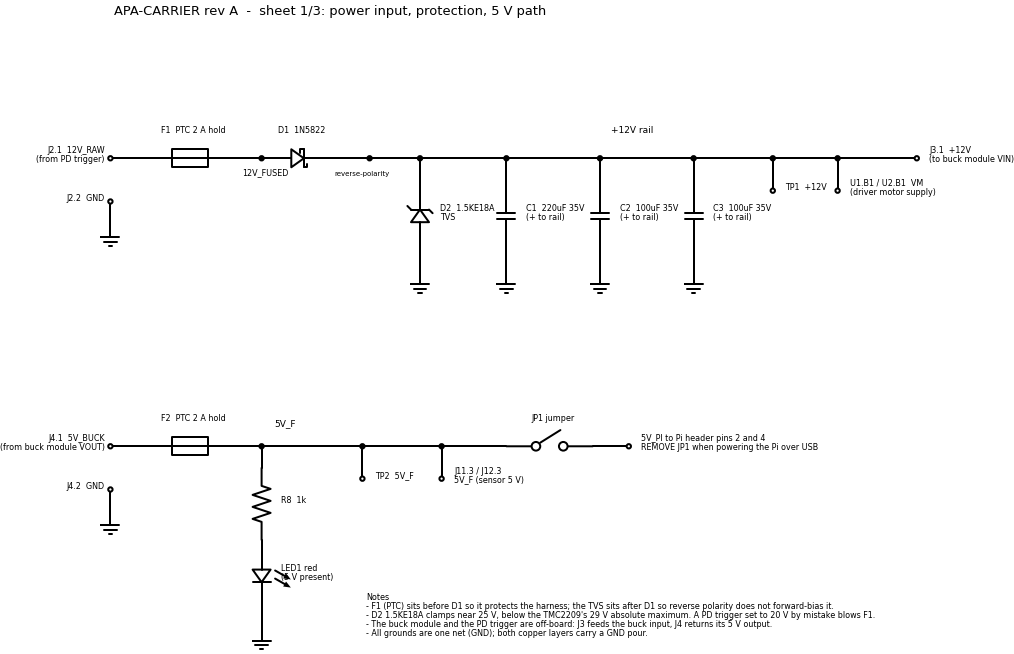 APA-CARRIER rev A - sheet 1/3: power input, protection, 5 V path
F1 PTC 2 A hold
D1 1N5822
+12V rail
J2.1 12V_RAW
(from PD trigger)
12V_FUSED
reverse-polarity
J3.1 +12V
(to buck module VIN)
TP1 +12V
U1.B1 / U2.B1 VM
(driver motor supply)
J2.2 GND
D2 1.5KE18A
TVS
C1 220uF 35V
(+ to rail)
C2 100uF 35V
(+ to rail)
C3 100uF 35V
(+ to rail)
F2 PTC 2 A hold
5V_F
JP1 jumper
J4.1 5V_BUCK
(from buck module VOUT)
5V_PI to Pi header pins 2 and 4
REMOVE JP1 when powering the Pi over USB
TP2 5V_F
J11.3 / J12.3
5V_F (sensor 5 V)
J4.2 GND
R8 1k
LED1 red
(5 V present)
Notes
- F1 (PTC) sits before D1 so it protects the harness; the TVS sits after D1 so reverse polarity does not forward-bias it.
- D2 1.5KE18A clamps near 25 V, below the TMC2209's 29 V absolute maximum. A PD trigger set to 20 V by mistake blows F1.
- The buck module and the PD trigger are off-board: J3 feeds the buck input, J4 returns its 5 V output.
- All grounds are one net (GND); both copper layers carry a GND pour.